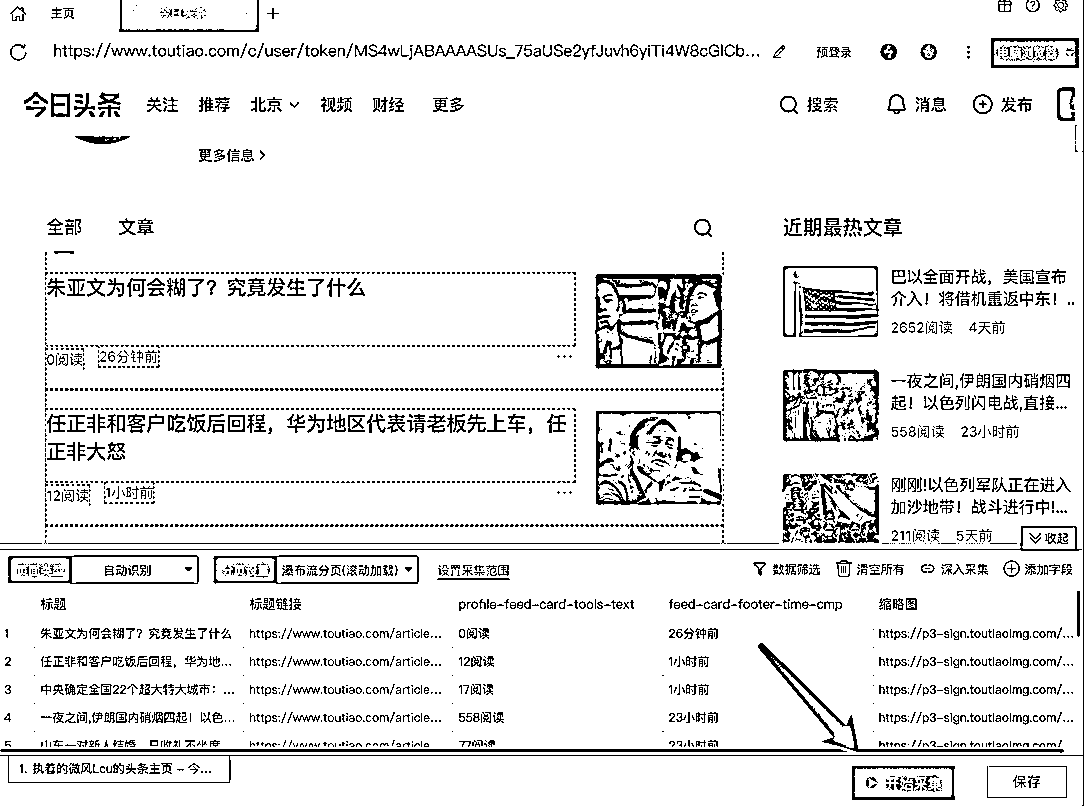 主页
https://www.toutiao.com/c/user/token/MS4wLjABAAAASUs_75aUSe2yfJuvh6yiTi4W8cGlCb...
预登录
电脑浏览器
今日头条 关注 推荐 北京 视频 财经 更多 搜索 消息 发布
更多信息
全部 文章
朱亚文为何会糊了？究竟发生了什么
0阅读 26分钟前
任正非和客户吃饭后回程，华为地区代表请老板先上车，任
正非大怒
12阅读 1小时前
近期最热文章
巴以全面开战，美国宣布
介入！将借机重返中东！..
2652阅读 4天前
一夜之间,伊朗国内硝烟四
起！以色列闪电战,直接...
558阅读 23小时前
刚刚!以色列军队正在进入
加沙地带！战斗进行中!...
211阅读 5天前
收起
自动识别 瀑布流分页(滚动加载) 设置采集范围 数据筛选 清空所有 深入采集 添加字段
标题 标题链接 profile-feed-card-tools-text feed-card-footer-time-cmp 缩略图
1 朱亚文为何会糊了？究竟发生了什么 https://www.toutiao.com/article... 0阅读 26分钟前 https://p3-sign.toutiaoimg.com/...
2 任正非和客户吃饭后回程，华为地... https://www.toutiao.com/article... 12阅读 1小时前 https://p3-sign.toutiaoimg.com/...
3 中央确定全国22个超大特大城市：... https://www.toutiao.com/article... 17阅读 1小时前 https://p3-sign.toutiaoimg.com/...
4 一夜之间,伊朗国内硝烟四起！以色... https://www.toutiao.com/article... 558阅读 23小时前 https://p3-sign.toutiaoimg.com/...
5 山东一对新人结婚，只收礼不坐席 https://www.toutiao.com/article... 77阅读 23小时前 https://p3-sign.toutiaoimg.com/
1. 执着的微风Lcu的头条主页 - 今...
开始采集 保存